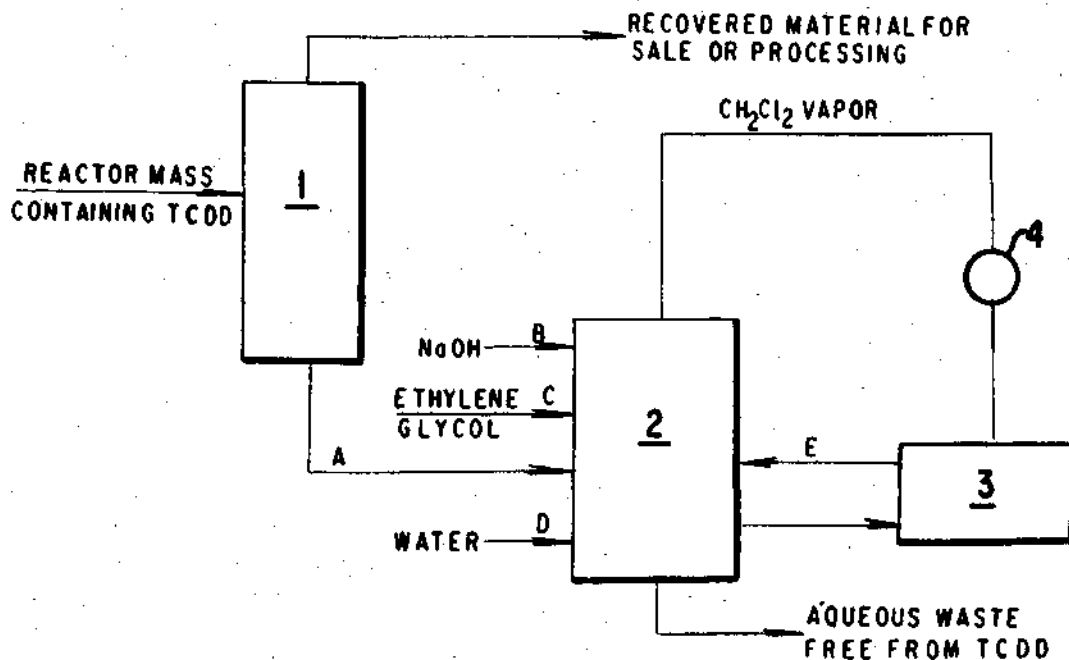 RECOVERED MATERIAL FOR
SALE OR PROCESSING
CH2Cl2 VAPOR
REACTOR MASS
CONTAINING TCDD
1
4
NaOH
B
ETHYLENE
GLYCOL
C
2
A
E
3
WATER
D
AQUEOUS WASTE
FREE FROM TCDD